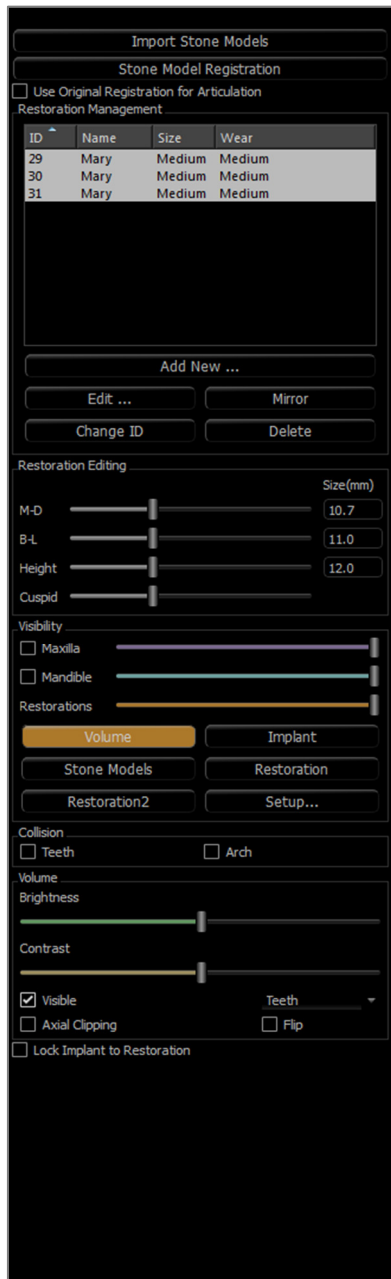 Import Stone Models
Stone Model Registration
Use Original Registration for Articulation
Restoration Management
ID Name Size Wear
29 Mary Medium Medium
30 Mary Medium Medium
31 Mary Medium Medium
Add New ...
Edit ... Mirror
Change ID Delete
Restoration Editing
Size(mm)
M-D 10.7
B-L 11.0
Height 12.0
Cuspid
Visibility
Maxilla
Mandible
Restorations
Volume Implant
Stone Models Restoration
Restoration2 Setup...
Collision
Teeth Arch
Volume
Brightness
Contrast
Visible Teeth
Axial Clipping Flip
Lock Implant to Restoration